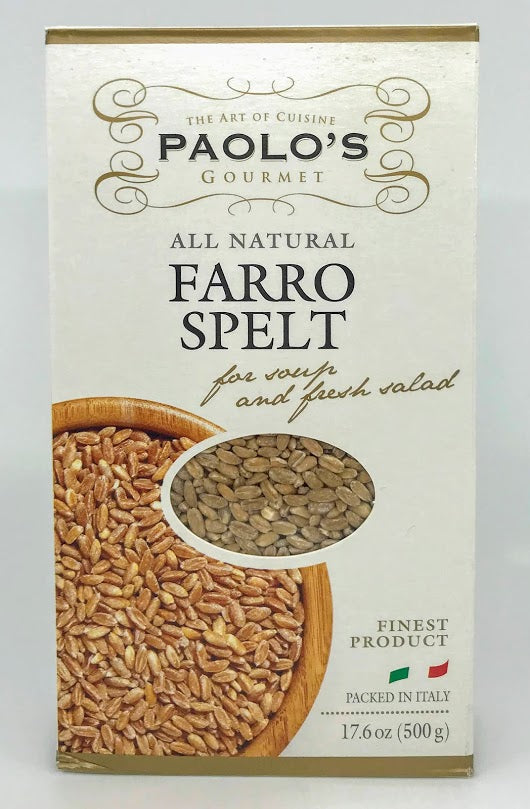 THE ART OF CUISINE
PAOLO'S
GOURMET
ALL NATURAL
FARRO
SPELT
for soup
and fresh salad
FINEST
PRODUCT
PACKED IN ITALY
17.6 oz (500 g)